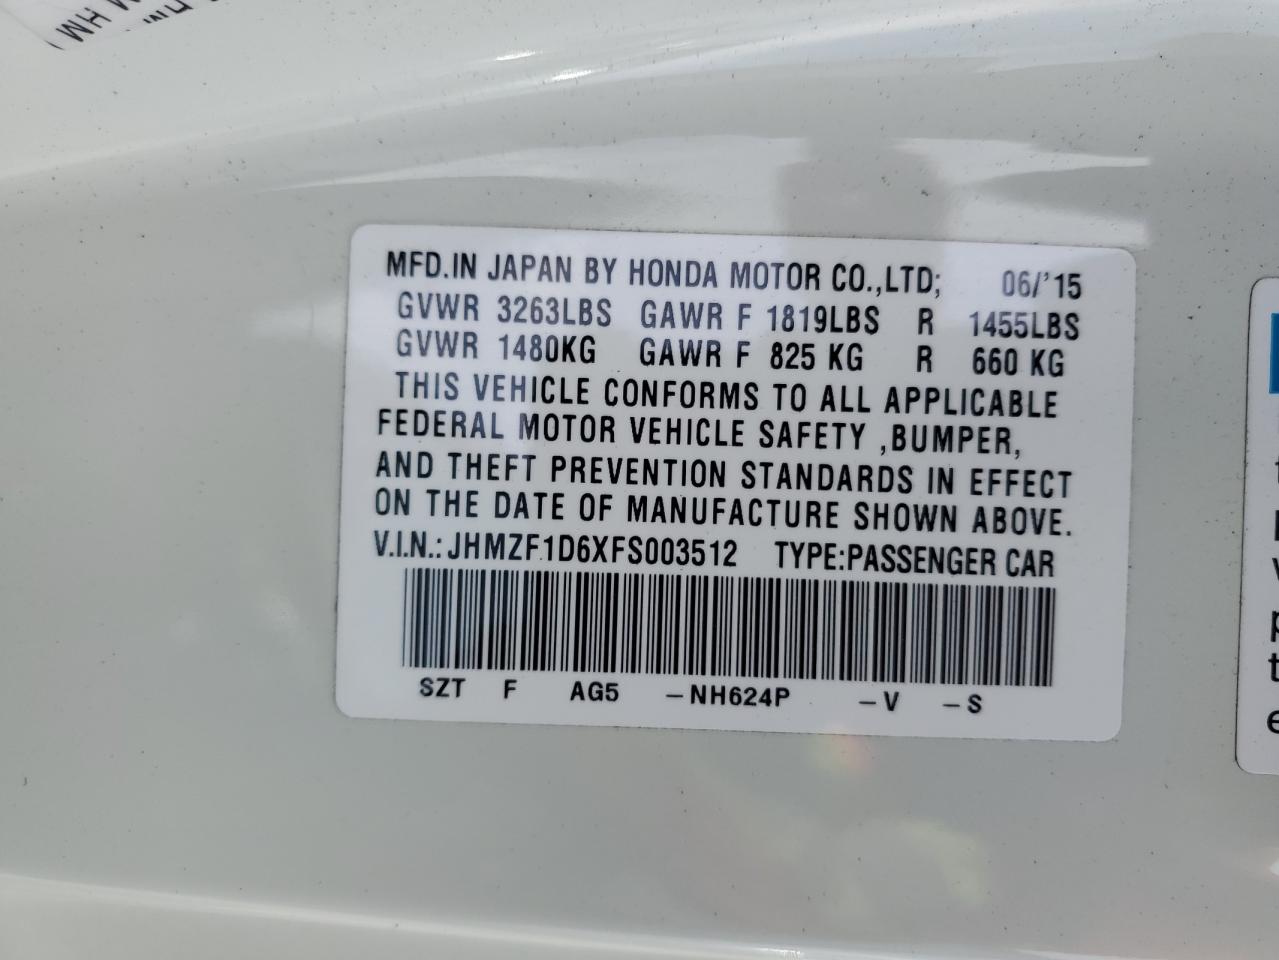 HM
MFD.IN JAPAN BY HONDA MOTOR CO.,LTD; 06/'15
GVWR 3263LBS GAWR F 1819LBS R 1455LBS
GVWR 1480KG GAWR F 825 KG R 660 KG
THIS VEHICLE CONFORMS TO ALL APPLICABLE
FEDERAL MOTOR VEHICLE SAFETY ,BUMPER,
AND THEFT PREVENTION STANDARDS IN EFFECT
ON THE DATE OF MANUFACTURE SHOWN ABOVE.
V.I.N.: JHMZF1D6XFS003512 TYPE:PASSENGER CAR
SZT F AG5 –NH624P –V –S